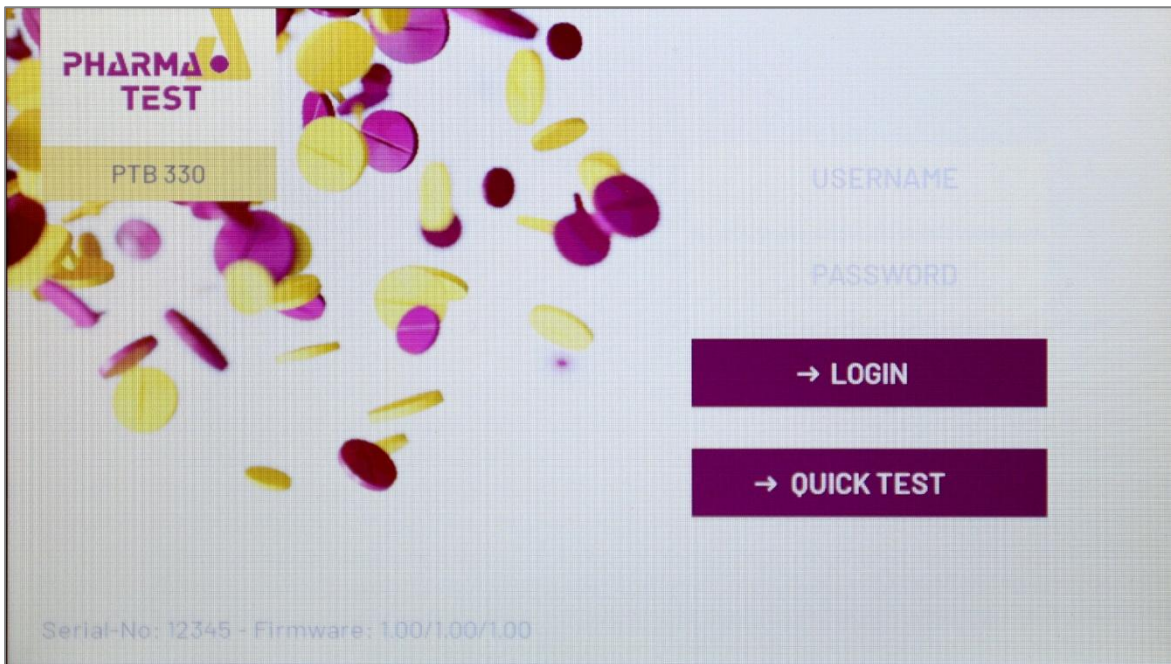 PHARMA
TEST
PTB 330
USERNAME
PASSWORD
→ LOGIN
→ QUICK TEST
Serial-No: 12345 - Firmware: 1.00/1.00/1.00